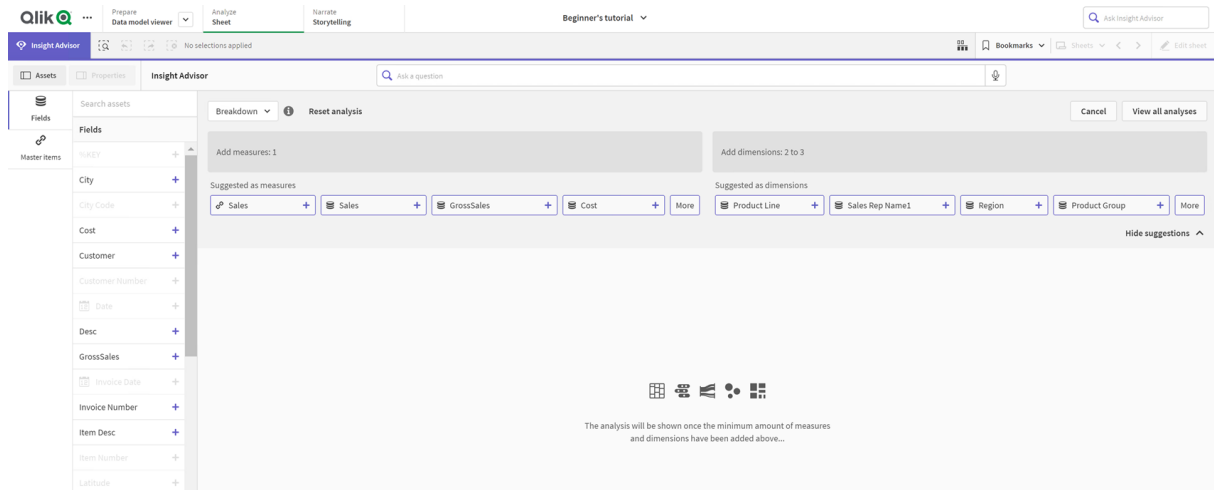 Qlik
Prepare
Data model viewer
Analyze
Sheet
Narrate
Storytelling
Beginner's tutorial
Ask Insight Advisor
Insight Advisor
No selections applied
Bookmarks
Sheets
Edit sheet
Assets
Properties
Insight Advisor
Ask a question
Fields
Master items
Search assets
Fields
%KEY
City
City Code
Cost
Customer
Customer Number
Date
Desc
GrossSales
Invoice Date
Invoice Number
Item Desc
Item Number
Latitude
Breakdown
Reset analysis
Cancel
View all analyses
Add measures: 1
Add dimensions: 2 to 3
Suggested as measures
Sales
Sales
GrossSales
Cost
More
Suggested as dimensions
Product Line
Sales Rep Name1
Region
Product Group
More
Hide suggestions
The analysis will be shown once the minimum amount of measures
and dimensions have been added above...